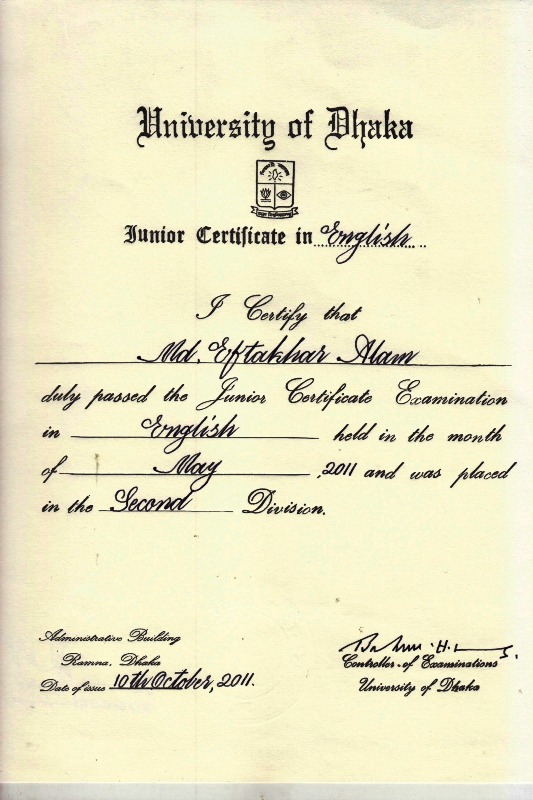 University of Dhaka
Junior Certificate in English
I Certify that
Md. Eftakhar Alam
duly passed the Junior Certificate Examination
in English held in the month
of May ,2011 and was placed
in the Second Division.
Administrative Building
Ramna, Dhaka
Date of issue 10th October, 2011.
Controller of Examinations
University of Dhaka